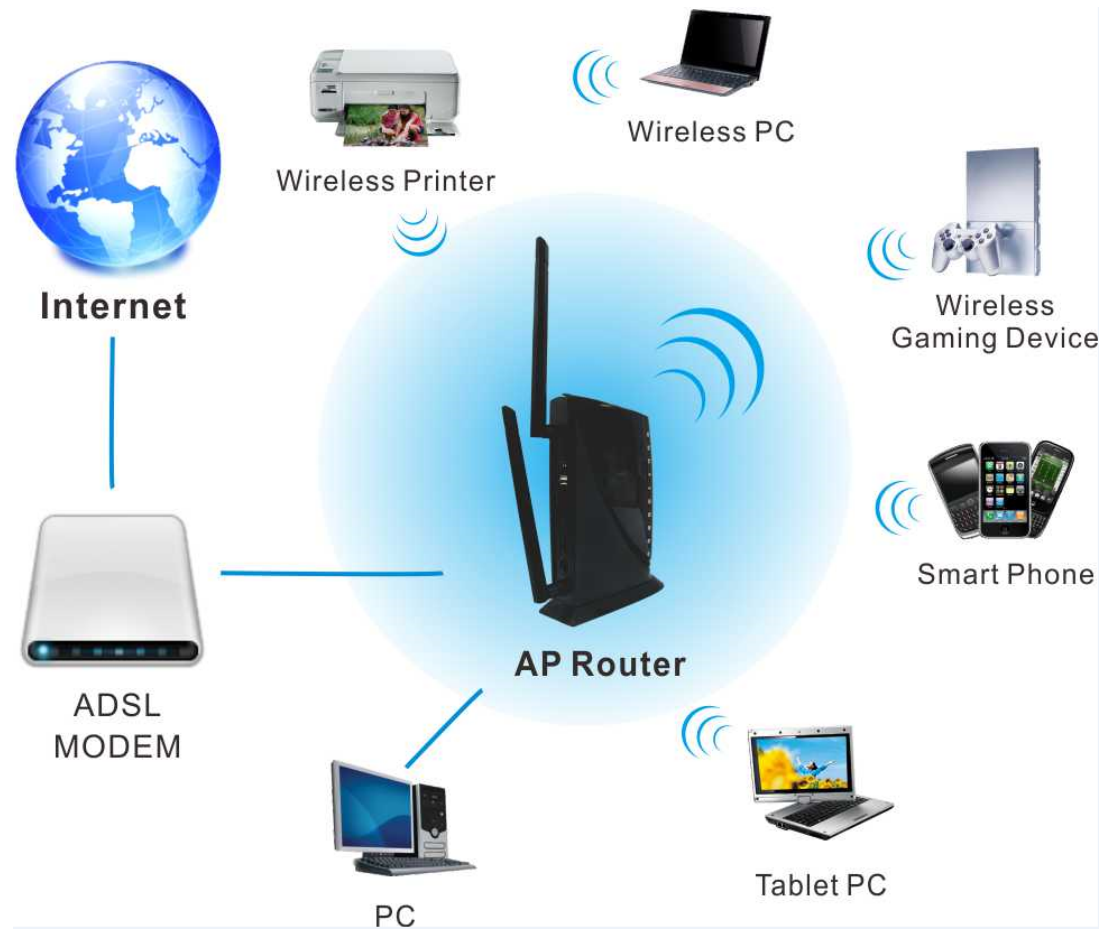 Wireless PC
Wireless Printer
Internet
Wireless
Gaming Device
Smart Phone
AP Router
ADSL
MODEM
Tablet PC
PC